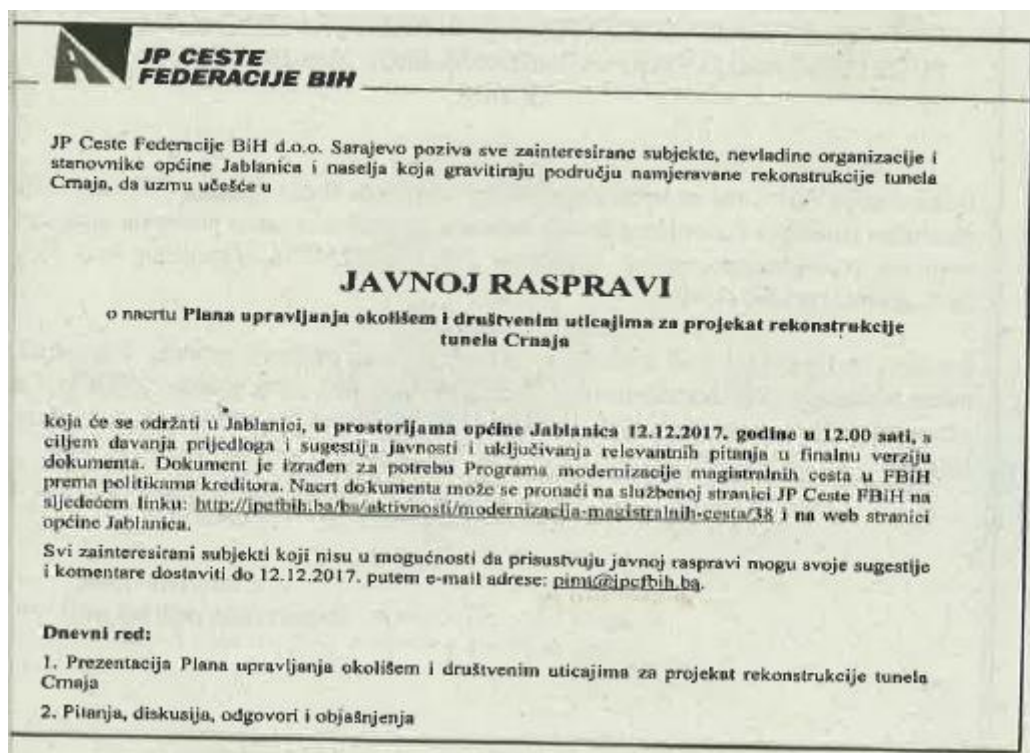 JP CESTE
FEDERACIJE BIH
JP Ceste Federacije BiH d.o.o. Sarajevo poziva sve zainteresirane subjekte, nevladine organizacije i
stanovnike općine Jablanica i naselja koja gravitiraju području namjeravane rekonstrukcije tunela
Crnaja, da uzmu učešće u
JAVNOJ RASPRAVI
o nacrtu Plana upravljanja okolišem i društvenim uticajima za projekat rekonstrukcije
tunela Crnaja
koja će se održati u Jablanici, u prostorijama općine Jablanica 12.12.2017. godine u 12.00 sati, s
ciljem davanja prijedloga i sugestija javnosti i uključivanja relevantnih pitanja u finalnu verziju
dokumenta. Dokument je izrađen za potrebu Programa modernizacije magistralnih cesta u FBiH
prema politikama kreditora. Nacrt dokumenta može se pronaći na službenoj stranici JP Ceste FBiH na
sljedećem linku: http://jpcfbih.ba/ba/aktivnosti/modernizacija-magistralnih-cesta/38 i na web stranici
općine Jablanica.
Svi zainteresirani subjekti koji nisu u mogućnosti da prisustvuju javnoj raspravi mogu svoje sugestije
i komentare dostaviti do 12.12.2017. putem e-mail adrese: pimt@jpcfbih.ba.
Dnevni red:
1. Prezentacija Plana upravljanja okolišem i društvenim uticajima za projekat rekonstrukcije tunela
Crnaja
2. Pitanja, diskusija, odgovori i objašnjenja